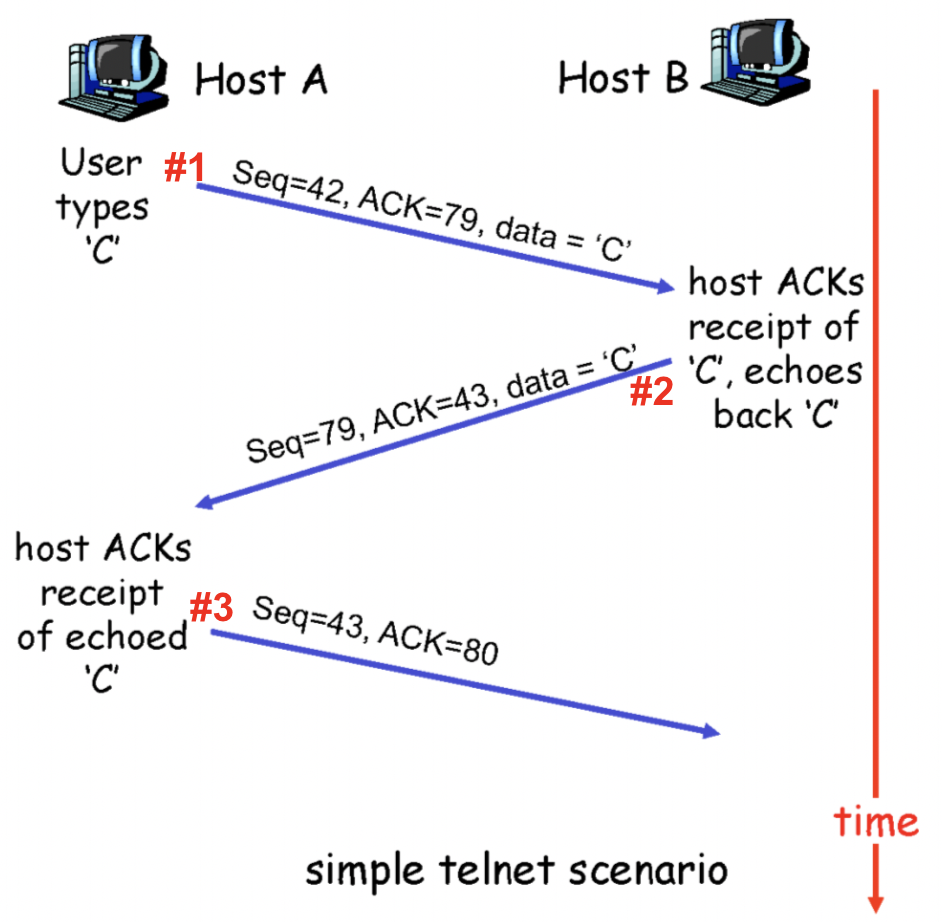 Host A
Host B
User
types
‘C’
#1
Seq=42, ACK=79, data = ‘C’
host ACKs
receipt of
‘C’, echoes
back ‘C’
#2
Seq=79, ACK=43, data = ‘C’
host ACKs
receipt
of echoed
‘C’
#3
Seq=43, ACK=80
time
simple telnet scenario